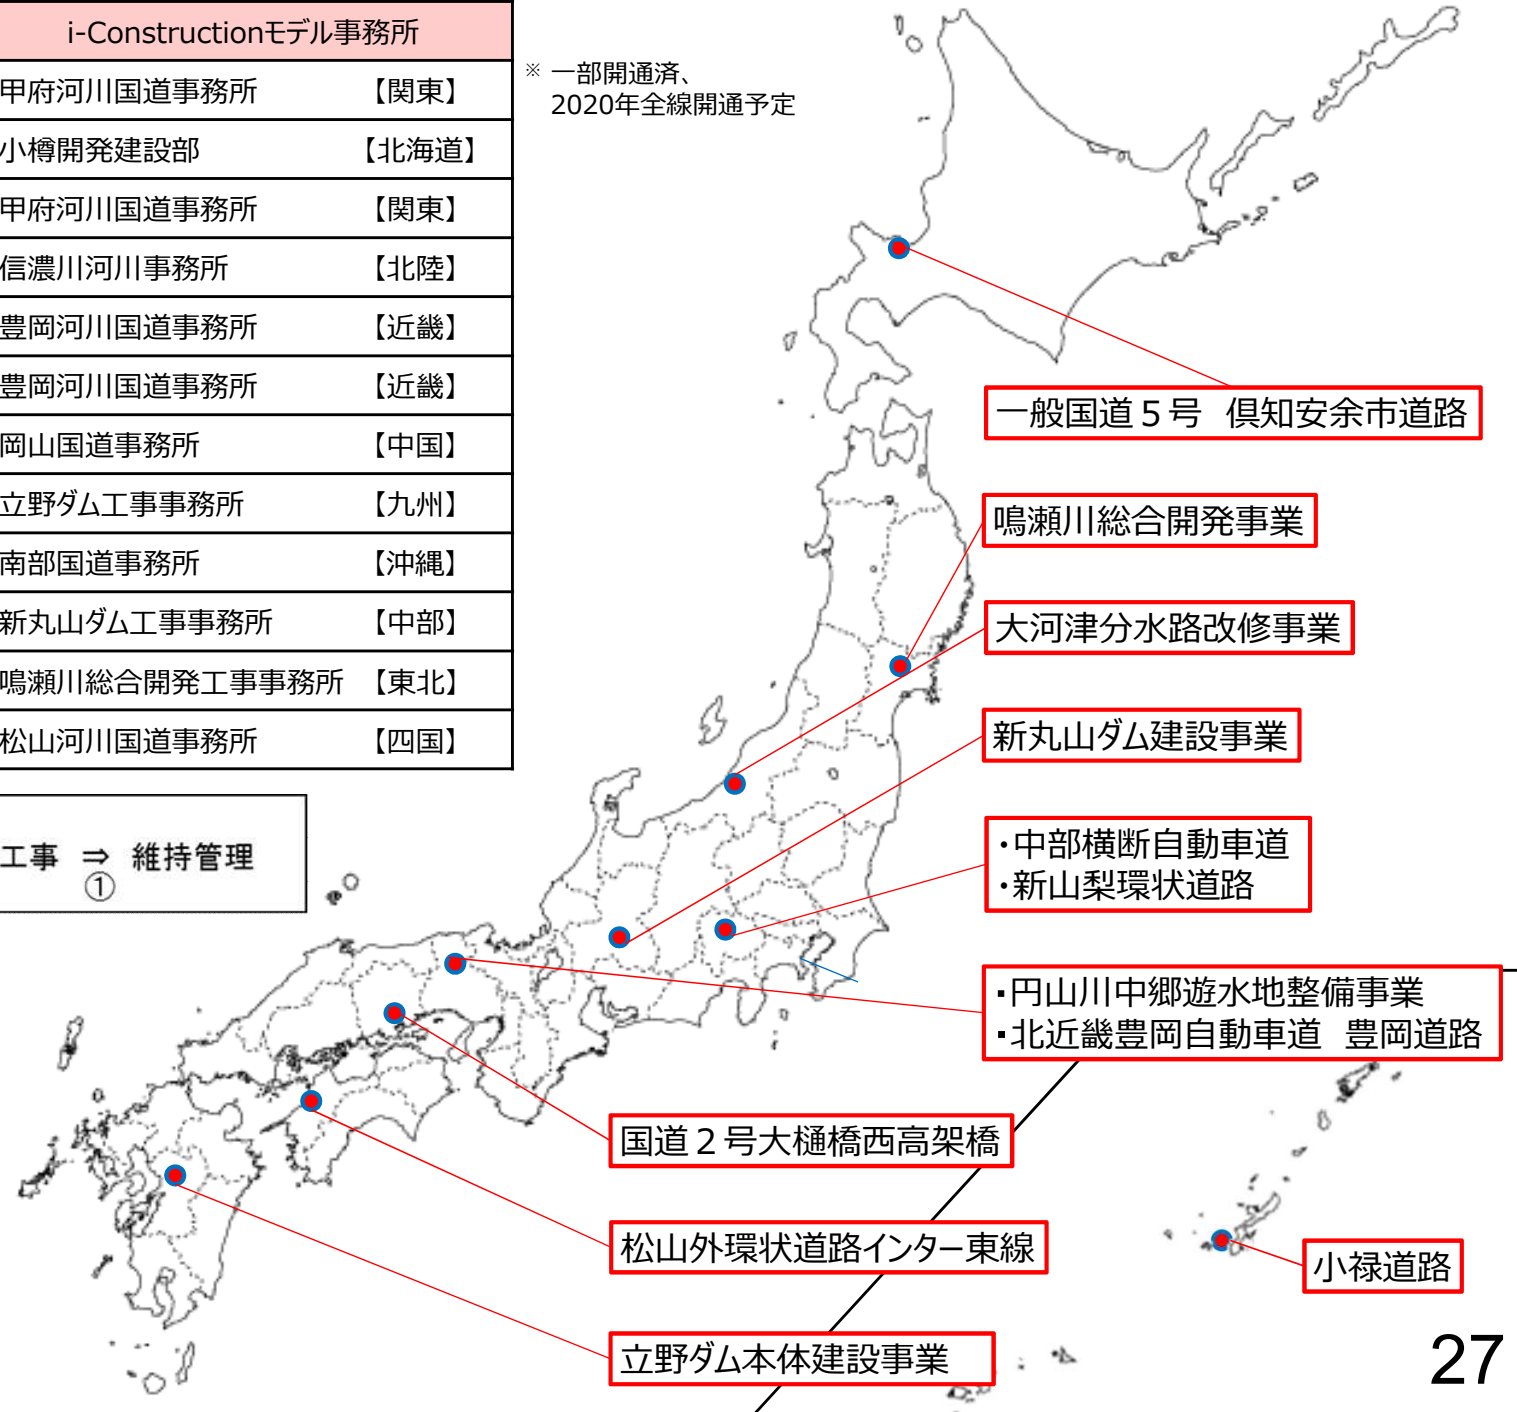 i-Constructionモデル事務所
甲府河川国道事務所 【関東】
小樽開発建設部 【北海道】
甲府河川国道事務所 【関東】
信濃川河川事務所 【北陸】
豊岡河川国道事務所 【近畿】
豊岡河川国道事務所 【近畿】
岡山国道事務所 【中国】
立野ダム工事事務所 【九州】
南部国道事務所 【沖縄】
新丸山ダム工事事務所 【中部】
鳴瀬川総合開発工事事務所 【東北】
松山河川国道事務所 【四国】
※ 一部開通済、
2020年全線開通予定
工事 ⇒ 維持管理
①
一般国道５号 倶知安余市道路
鳴瀬川総合開発事業
大河津分水路改修事業
新丸山ダム建設事業
・中部横断自動車道
・新山梨環状道路
・円山川中郷遊水地整備事業
・北近畿豊岡自動車道 豊岡道路
国道２号大樋橋西高架橋
松山外環状道路インター東線
小禄道路
立野ダム本体建設事業
27